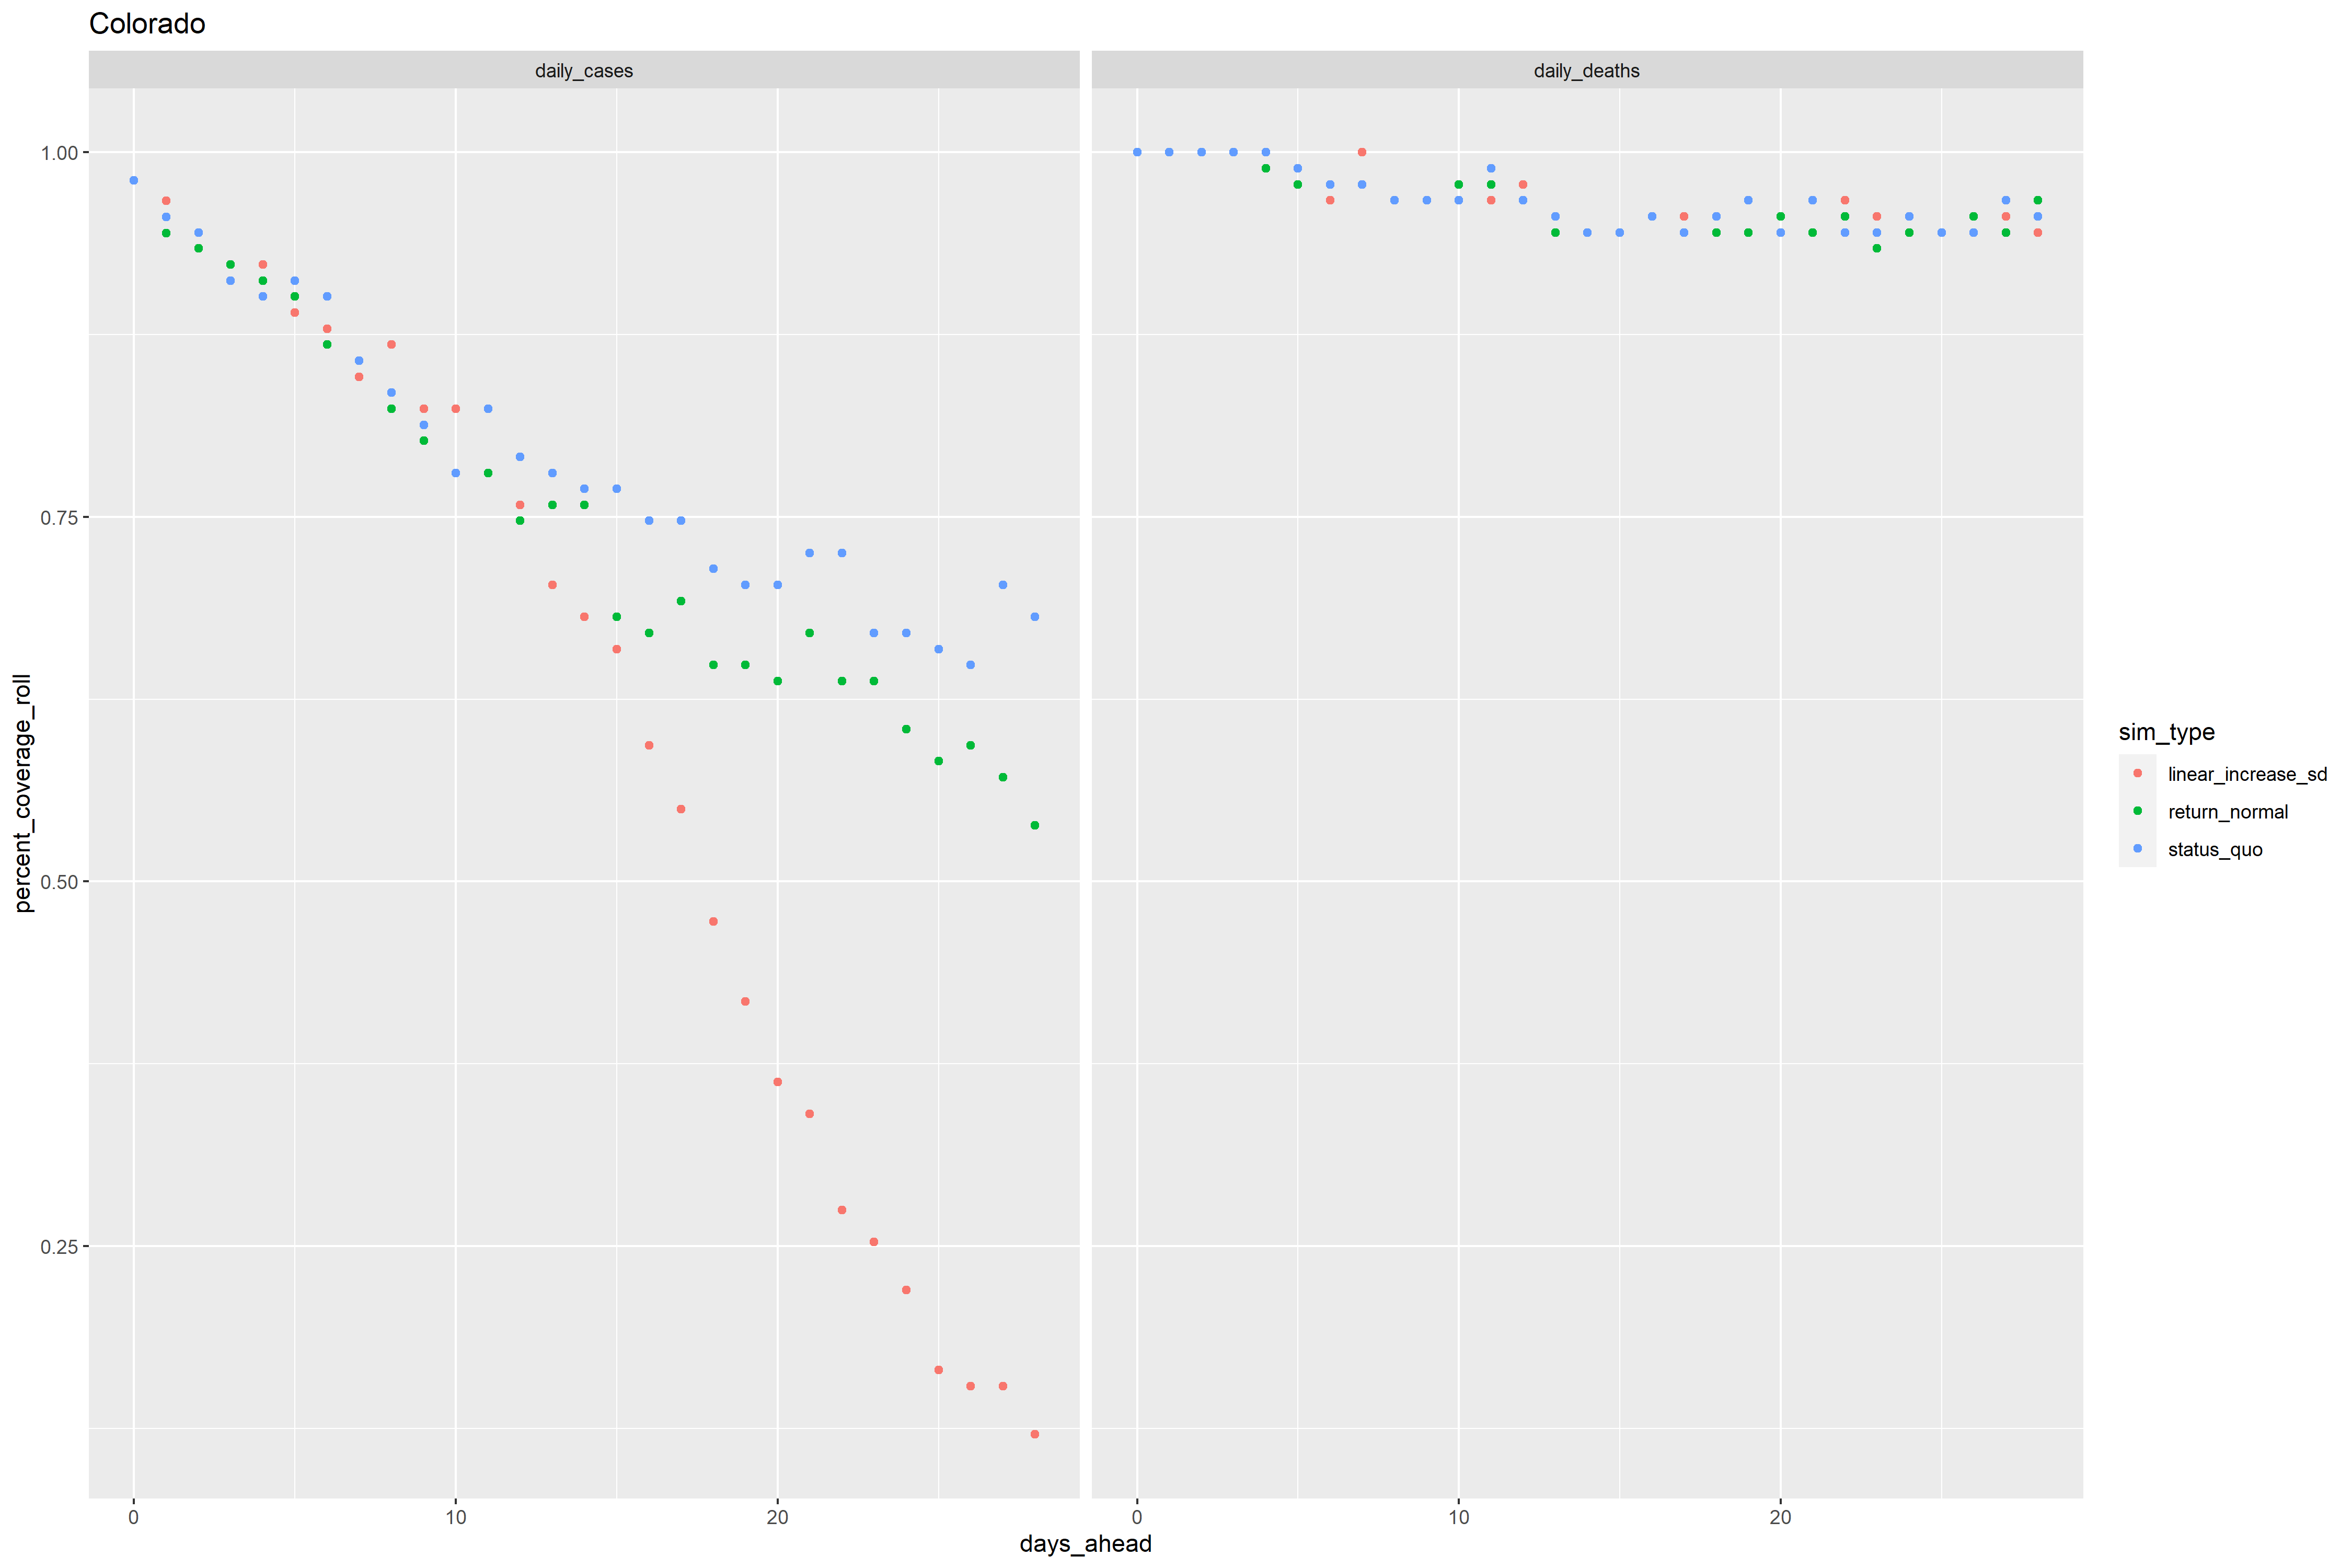 Colorado
daily_cases
daily_deaths
1.00
0.75
0.50
0.25
percent_coverage_roll
0 10 20
0 10 20
days_ahead
sim_type
linear_increase_sd
return_normal
status_quo